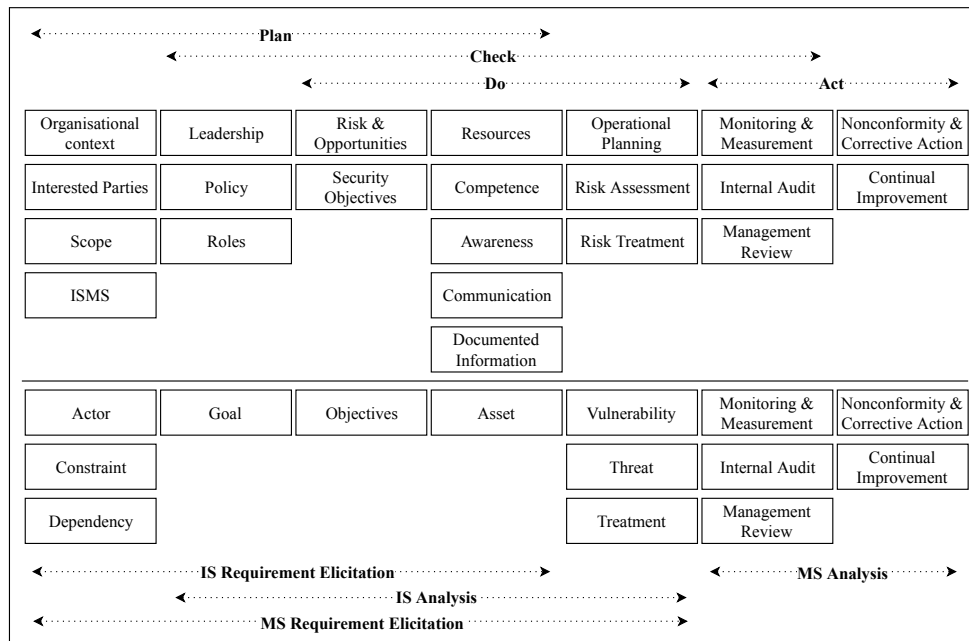 Plan
Check
Do
Act
Organisational
context
Leadership
Risk &
Opportunities
Resources
Operational
Planning
Monitoring &
Measurement
Nonconformity &
Corrective Action
Interested Parties
Policy
Security
Objectives
Competence
Risk Assessment
Internal Audit
Continual
Improvement
Scope
Roles
Awareness
Risk Treatment
Management
Review
ISMS
Communication
Documented
Information
Actor
Goal
Objectives
Asset
Vulnerability
Monitoring &
Measurement
Nonconformity &
Corrective Action
Constraint
Threat
Internal Audit
Continual
Improvement
Dependency
Treatment
Management
Review
IS Requirement Elicitation
MS Analysis
IS Analysis
MS Requirement Elicitation